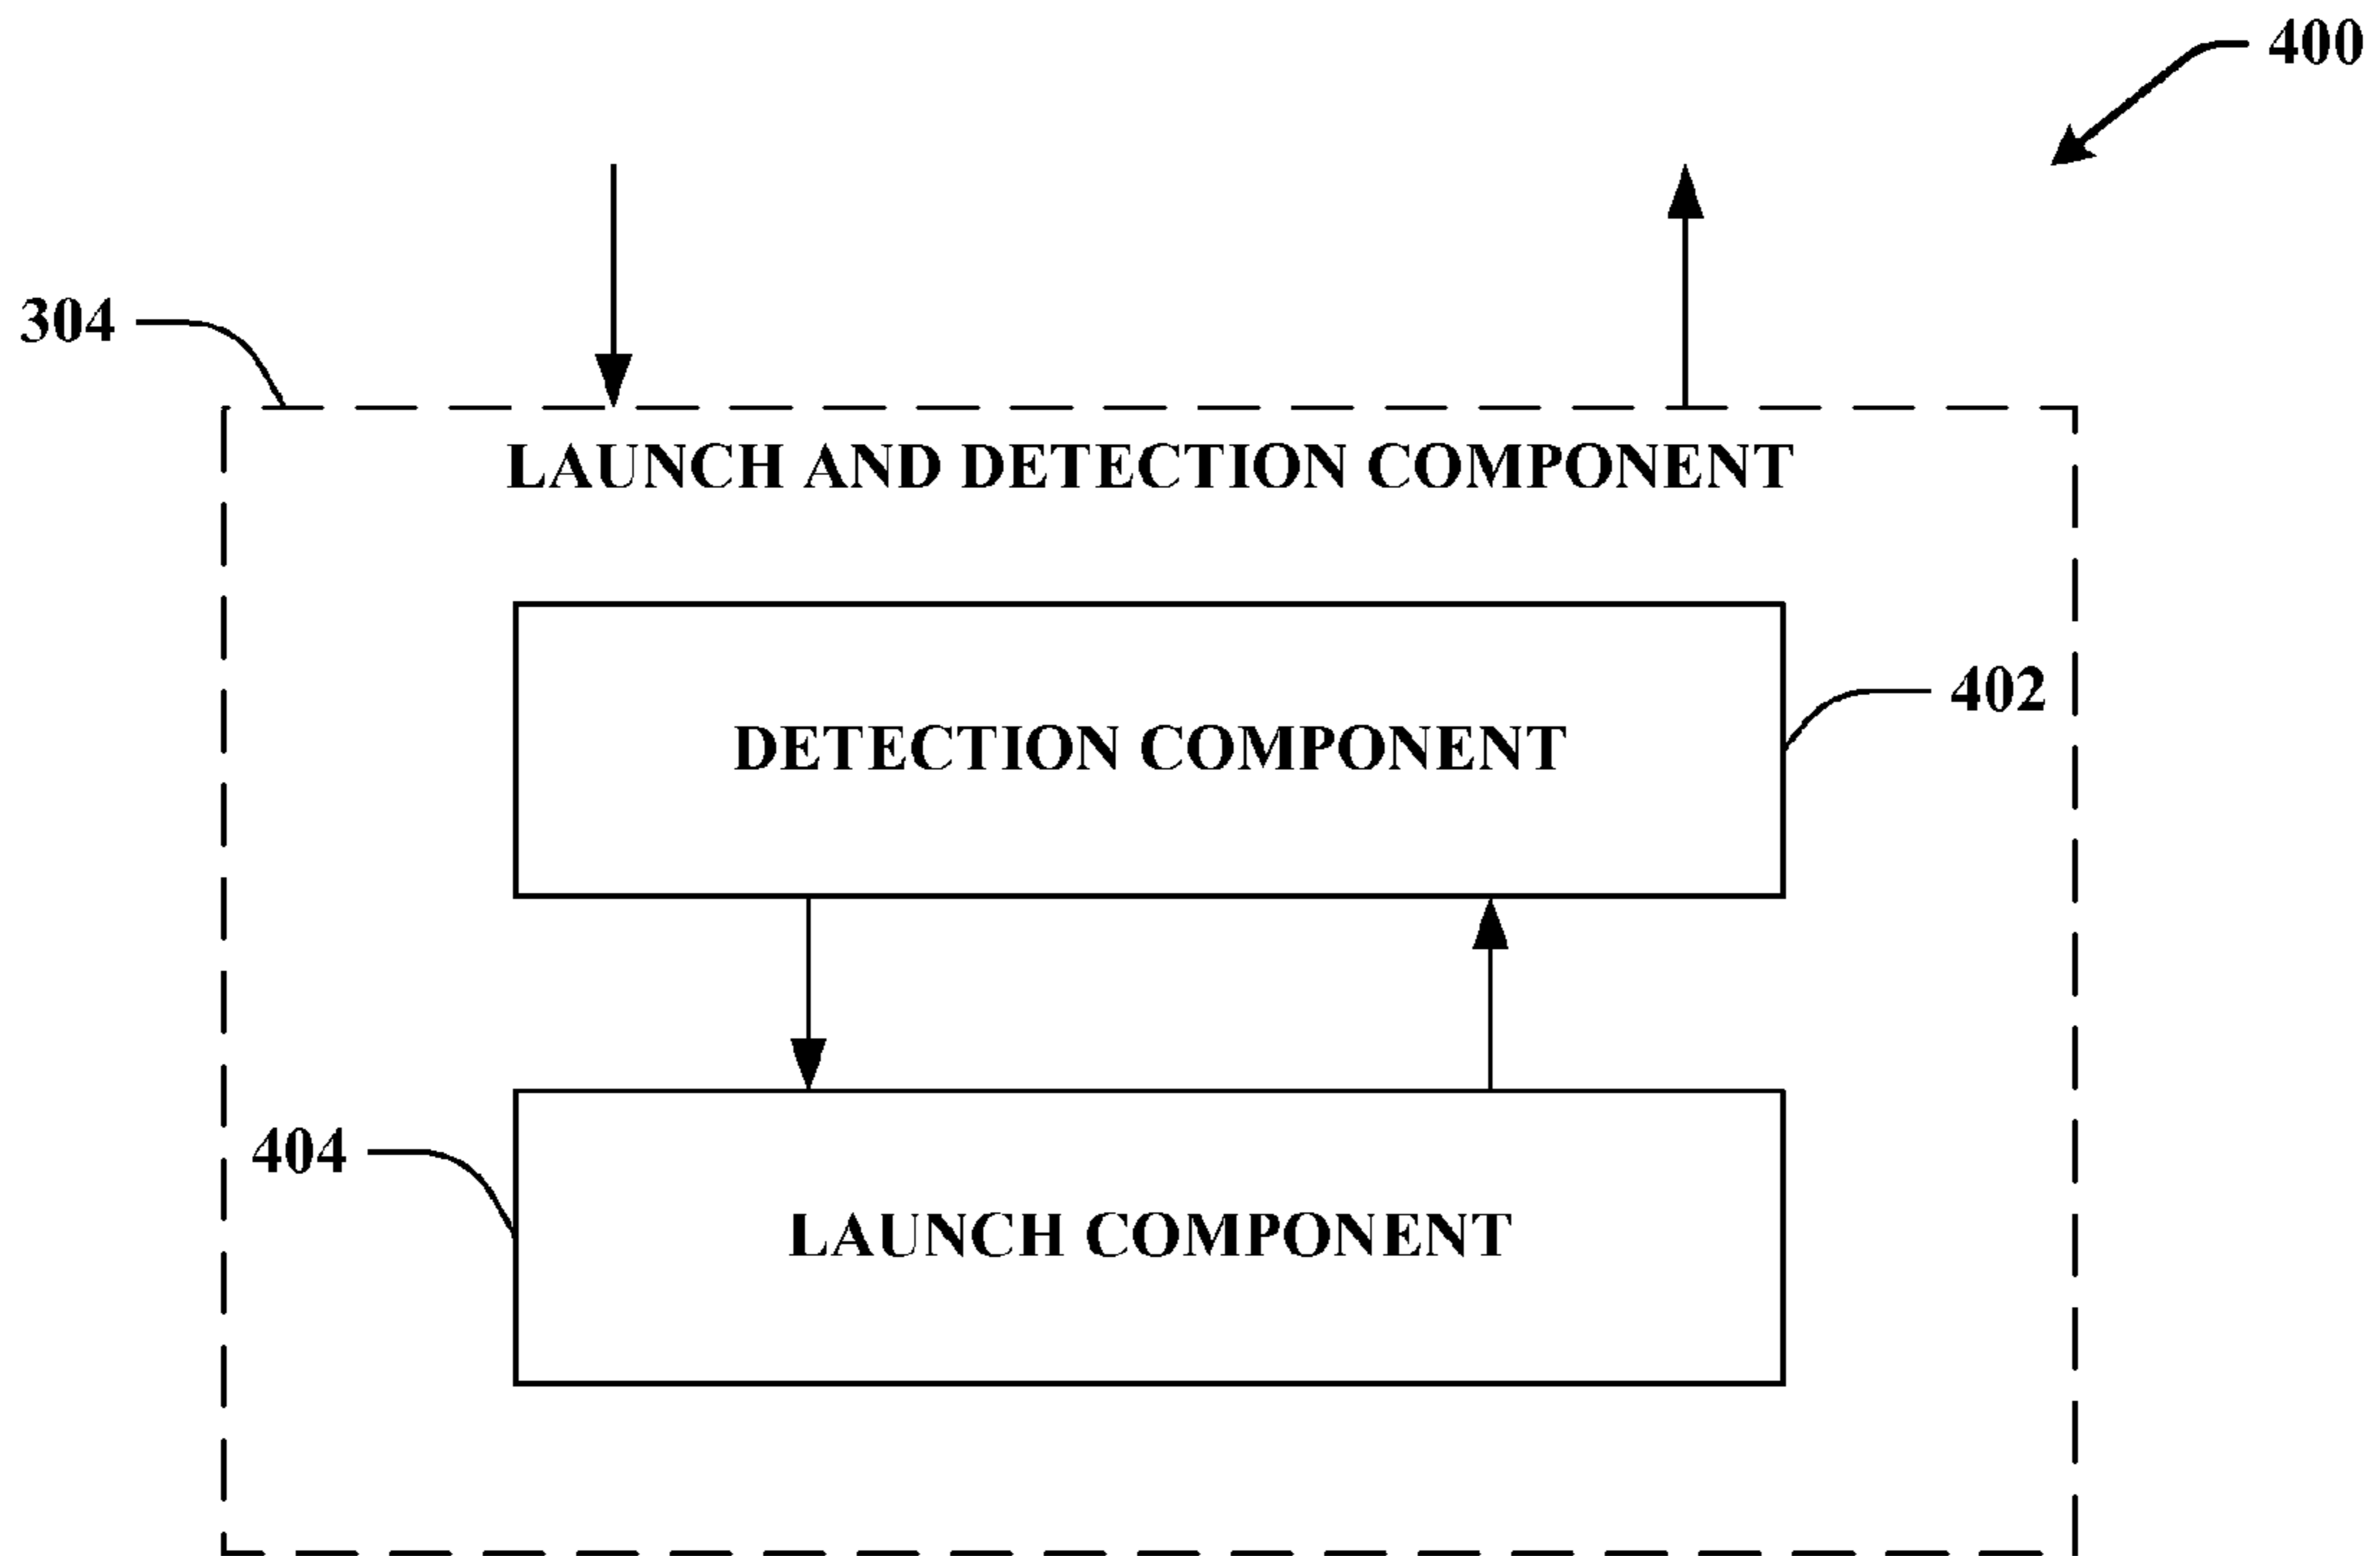 400
304
LAUNCH AND DETECTION COMPONENT
DETECTION COMPONENT
402
404
LAUNCH COMPONENT